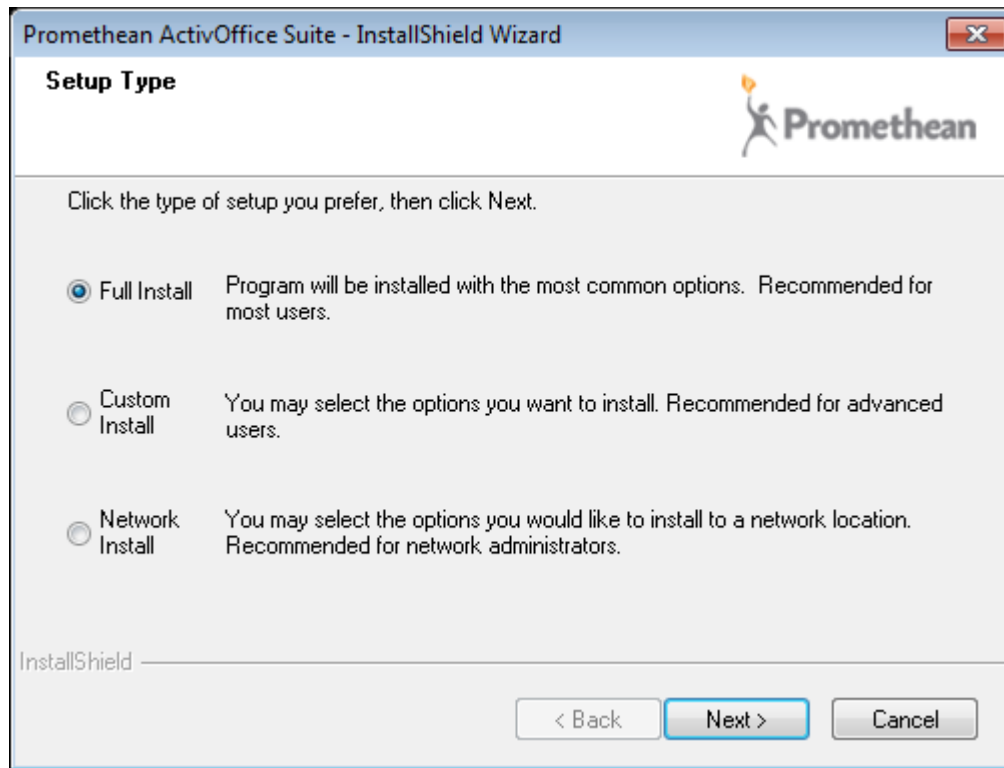 Promethean ActivOffice Suite - InstallShield Wizard
Setup Type
Promethean
Click the type of setup you prefer, then click Next.
Full Install
Program will be installed with the most common options.  Recommended for
most users.
Custom
Install
You may select the options you want to install. Recommended for advanced
users.
Network
Install
You may select the options you would like to install to a network location.
Recommended for network administrators.
InstallShield
< Back
Next >
Cancel